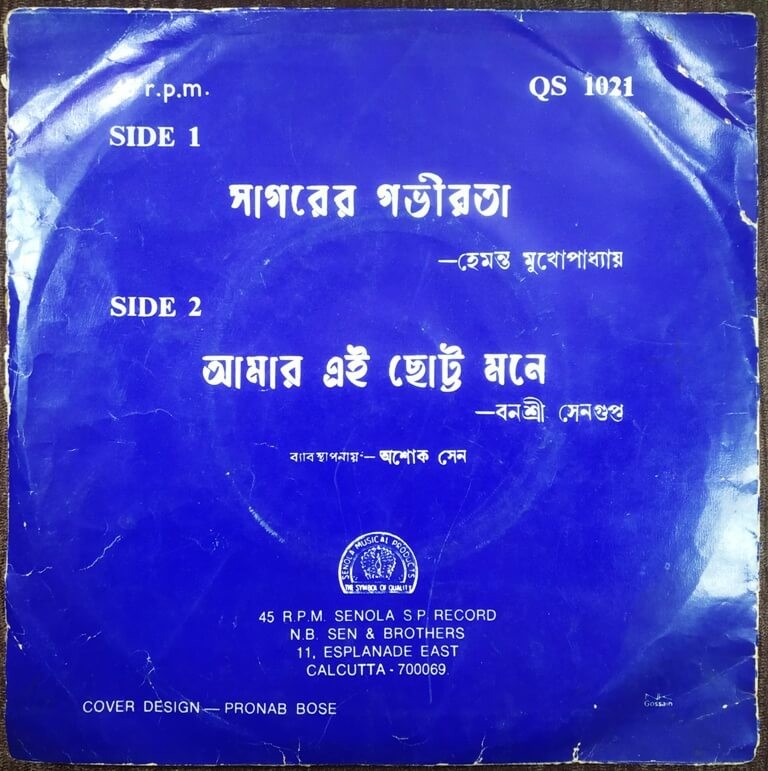 r.p.m.
QS 1021
SIDE 1
সাগরের গভীরতা
—হেমন্ত মুখোপাধ্যায়
SIDE 2
আমার এই ছোট্ট মনে
—বনশ্রী সেনগুপ্ত
ব্যাবস্থাপনায়:— অশোক সেন
SENOLA MUSICAL PRODUCTS
THE SYMBOL OF QUALITY
45 R.P.M. SENOLA S P. RECORD
N.B. SEN & BROTHERS
11, ESPLANADE EAST
CALCUTTA - 700069.
COVER DESIGN — PRONAB BOSE
Gossain